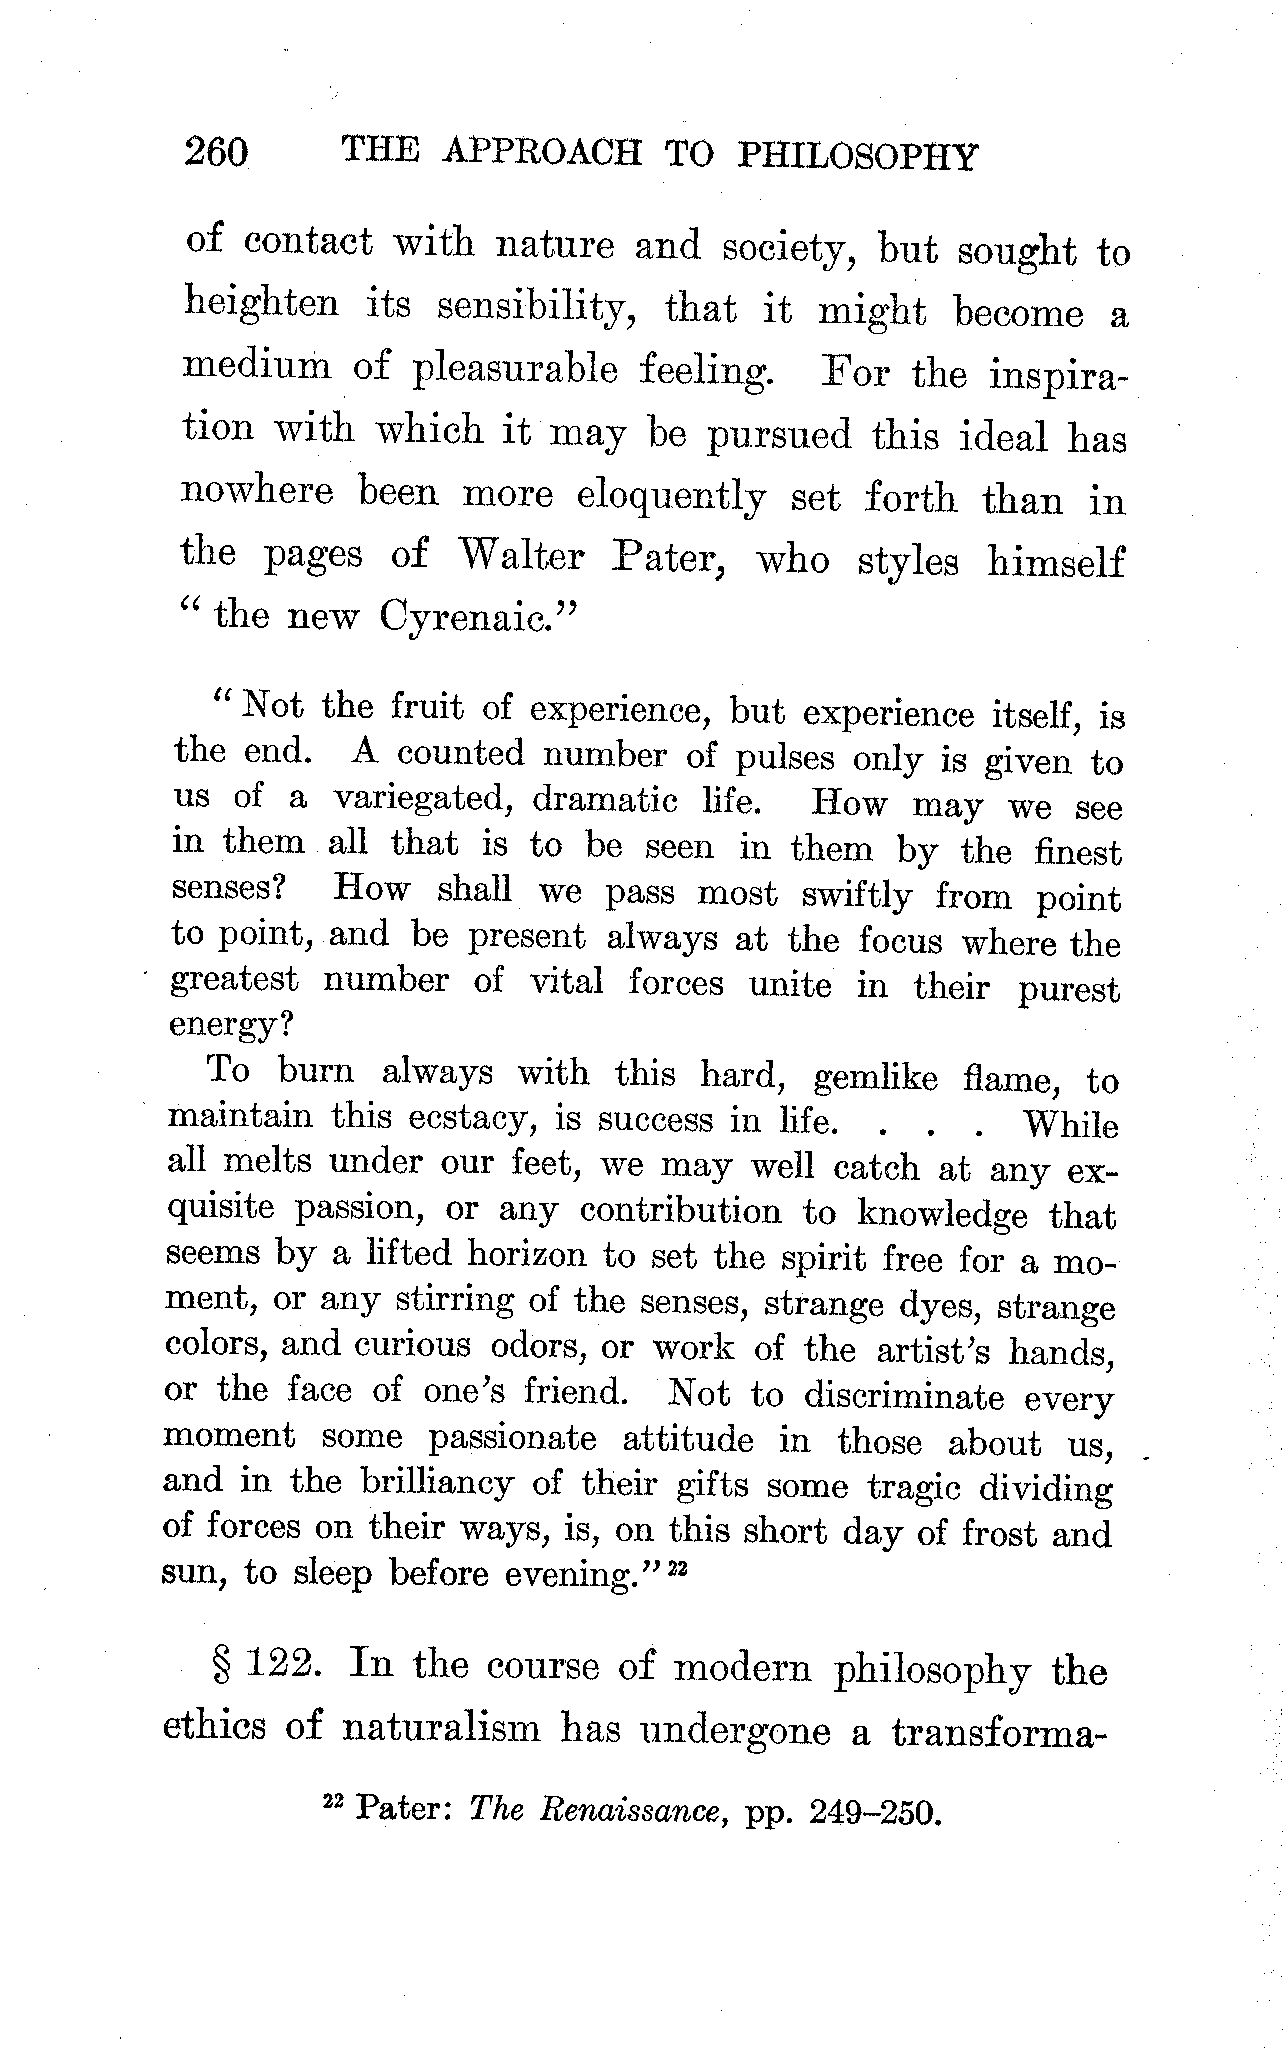 260 THE APPROACH TO PHILOSOPHY
of contact with nature and society, but sought to
heighten its sensibility, that it might become a
medium of pleasurable feeling. For the inspira-
tion with which it may be pursued this ideal has
nowhere been more eloquently set forth than in
the pages of Walter Pater, who styles himself
“ the new Cyrenaic.”
“ Not the fruit of experience, but experience itself, is
the end. A counted number of pulses only is given to
us of a variegated, dramatic life. How may we see
in them all that is to be seen in them by the finest
senses? How shall we pass most swiftly from point
to point, and be present always at the focus where the
greatest number of vital forces unite in their purest
energy?
To burn always with this hard, gemlike flame, to
maintain this ecstacy, is success in life. . . . While
all melts under our feet, we may well catch at any ex-
quisite passion, or any contribution to knowledge that
seems by a lifted horizon to set the spirit free for a mo-
ment, or any stirring of the senses, strange dyes, strange
colors, and curious odors, or work of the artist’s hands,
or the face of one’s friend. Not to discriminate every
moment some passionate attitude in those about us,
and in the brilliancy of their gifts some tragic dividing
of forces on their ways, is, on this short day of frost and
sun, to sleep before evening.” 22
§ 122. In the course of modern philosophy the
ethics of naturalism has undergone a transforma-
22 Pater: The Renaissance, pp. 249–250.